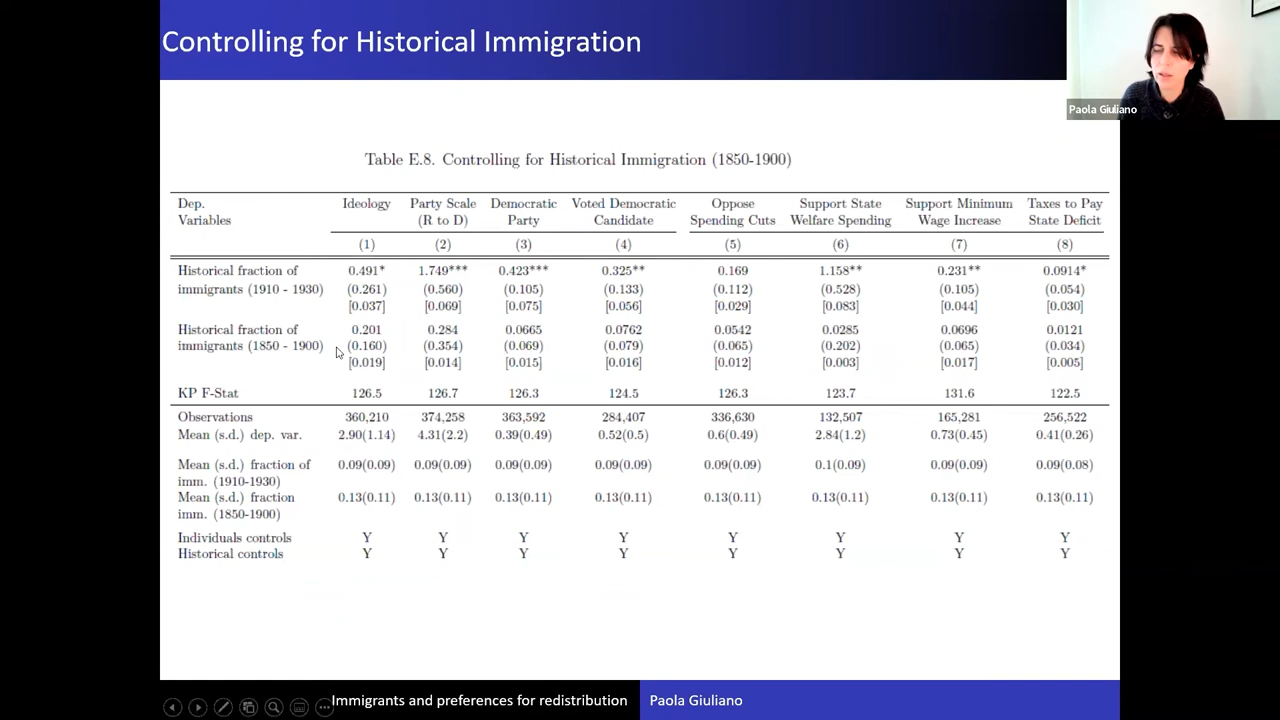 Controlling for Historical Immigration
Paola Giuliano
Table E.8. Controlling for Historical Immigration (1850-1900)
Dep. Variables Ideology Party Scale (R to D) Democratic Party Voted Democratic Candidate Oppose Spending Cuts Support State Welfare Spending Support Minimum Wage Increase Taxes to Pay State Deficit
(1) (2) (3) (4) (5) (6) (7) (8)
Historical fraction of 0.491* 1.749*** 0.423*** 0.325** 0.169 1.158** 0.231** 0.0914*
immigrants (1910 - 1930) (0.261) (0.560) (0.105) (0.133) (0.112) (0.528) (0.105) (0.054)
[0.037] [0.069] [0.075] [0.056] [0.029] [0.083] [0.044] [0.030]
Historical fraction of 0.201 0.284 0.0665 0.0762 0.0542 0.0285 0.0696 0.0121
immigrants (1850 - 1900) (0.160) (0.354) (0.069) (0.079) (0.065) (0.202) (0.065) (0.034)
[0.019] [0.014] [0.015] [0.016] [0.012] [0.003] [0.017] [0.005]
KP F-Stat 126.5 126.7 126.3 124.5 126.3 123.7 131.6 122.5
Observations 360,210 374,258 363,592 284,407 336,630 132,507 165,281 256,522
Mean (s.d.) dep. var. 2.90(1.14) 4.31(2.2) 0.39(0.49) 0.52(0.5) 0.6(0.49) 2.84(1.2) 0.73(0.45) 0.41(0.26)
Mean (s.d.) fraction of 0.09(0.09) 0.09(0.09) 0.09(0.09) 0.09(0.09) 0.09(0.09) 0.1(0.09) 0.09(0.09) 0.09(0.08)
imm. (1910-1930)
Mean (s.d.) fraction 0.13(0.11) 0.13(0.11) 0.13(0.11) 0.13(0.11) 0.13(0.11) 0.13(0.11) 0.13(0.11) 0.13(0.11)
imm. (1850-1900)
Individuals controls Y Y Y Y Y Y Y Y
Historical controls Y Y Y Y Y Y Y Y
Immigrants and preferences for redistribution Paola Giuliano